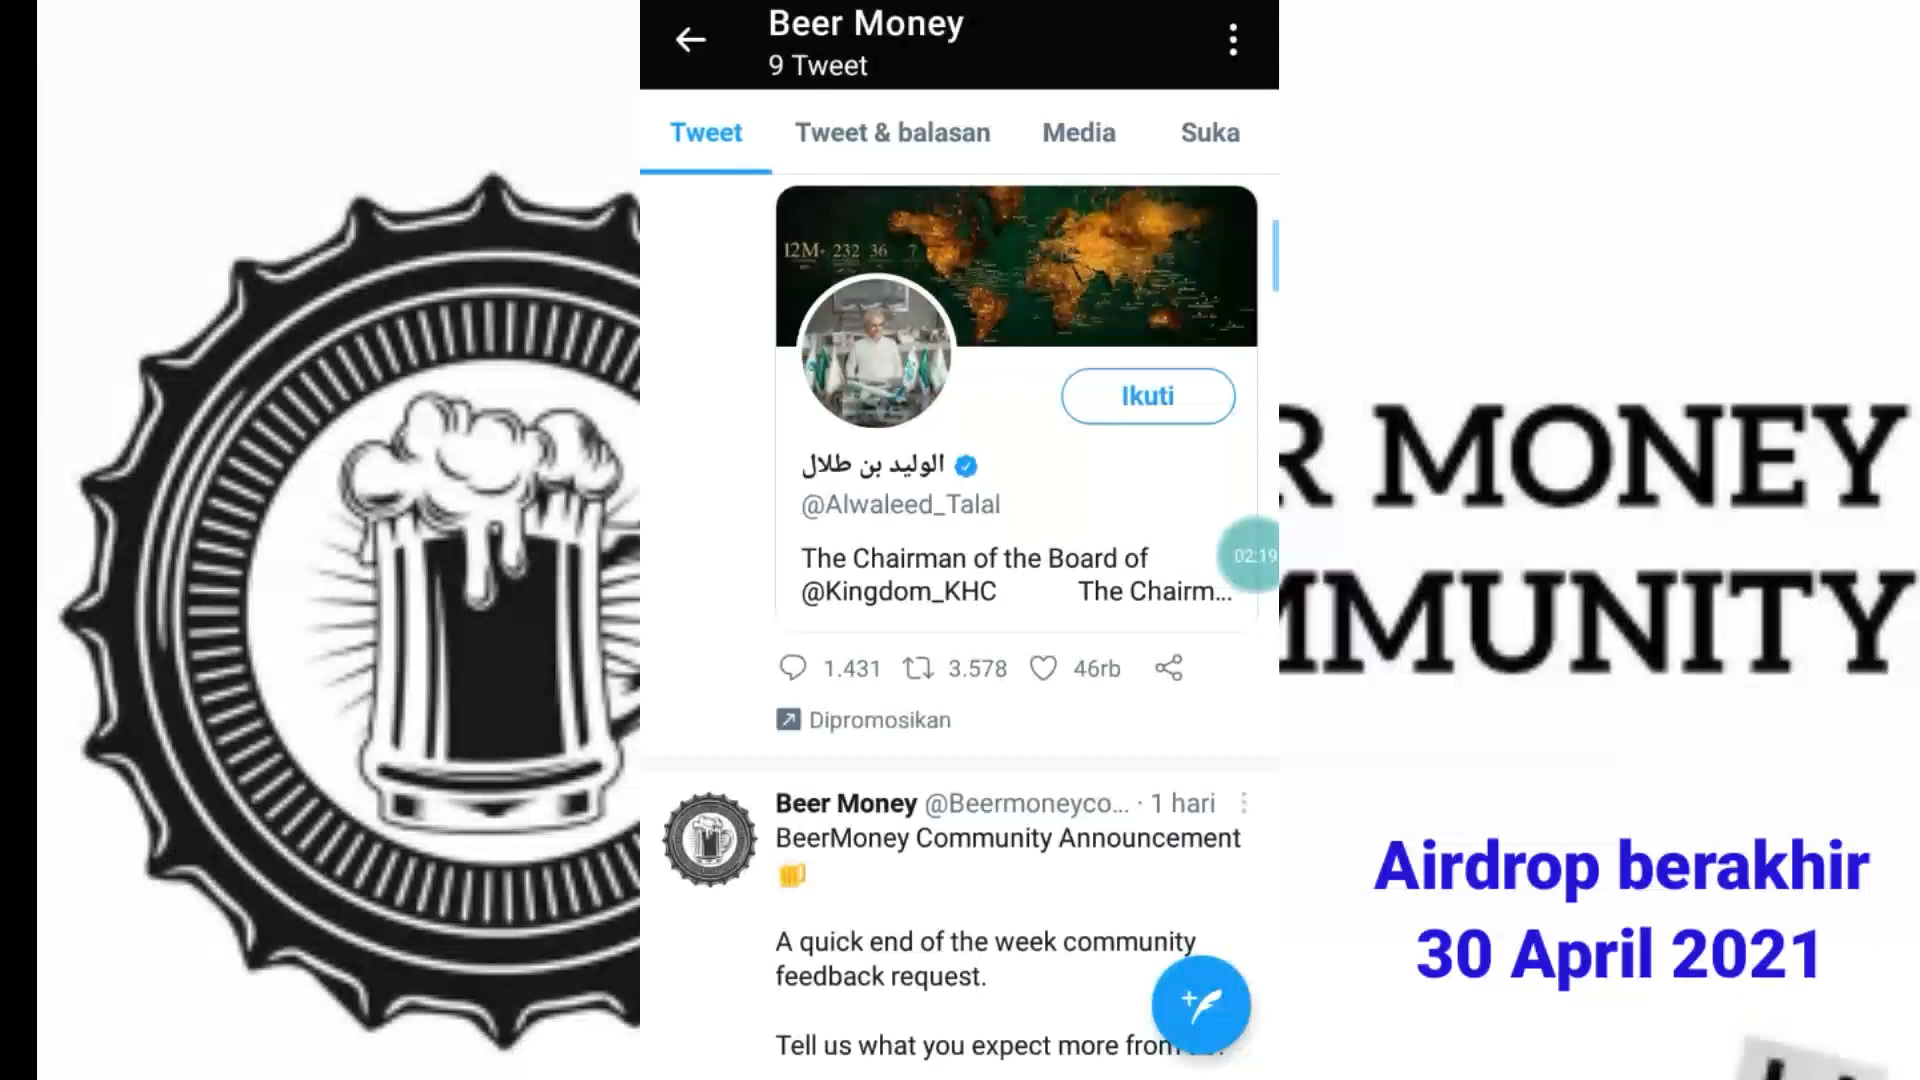 Beer Money
9 Tweet
Tweet Tweet & balasan Media Suka
12M+ 232 36 7
Ikuti
الوليد بن طلال
@Alwaleed_Talal
The Chairman of the Board of
@Kingdom_KHC The Chairm...
02:19
1.431 3.578 46rb
Dipromosikan
Beer Money @Beermoneyco... · 1 hari
BeerMoney Community Announcement
🍺
A quick end of the week community
feedback request.
Tell us what you expect more from
R MONEY
MMUNITY
Airdrop berakhir
30 April 2021